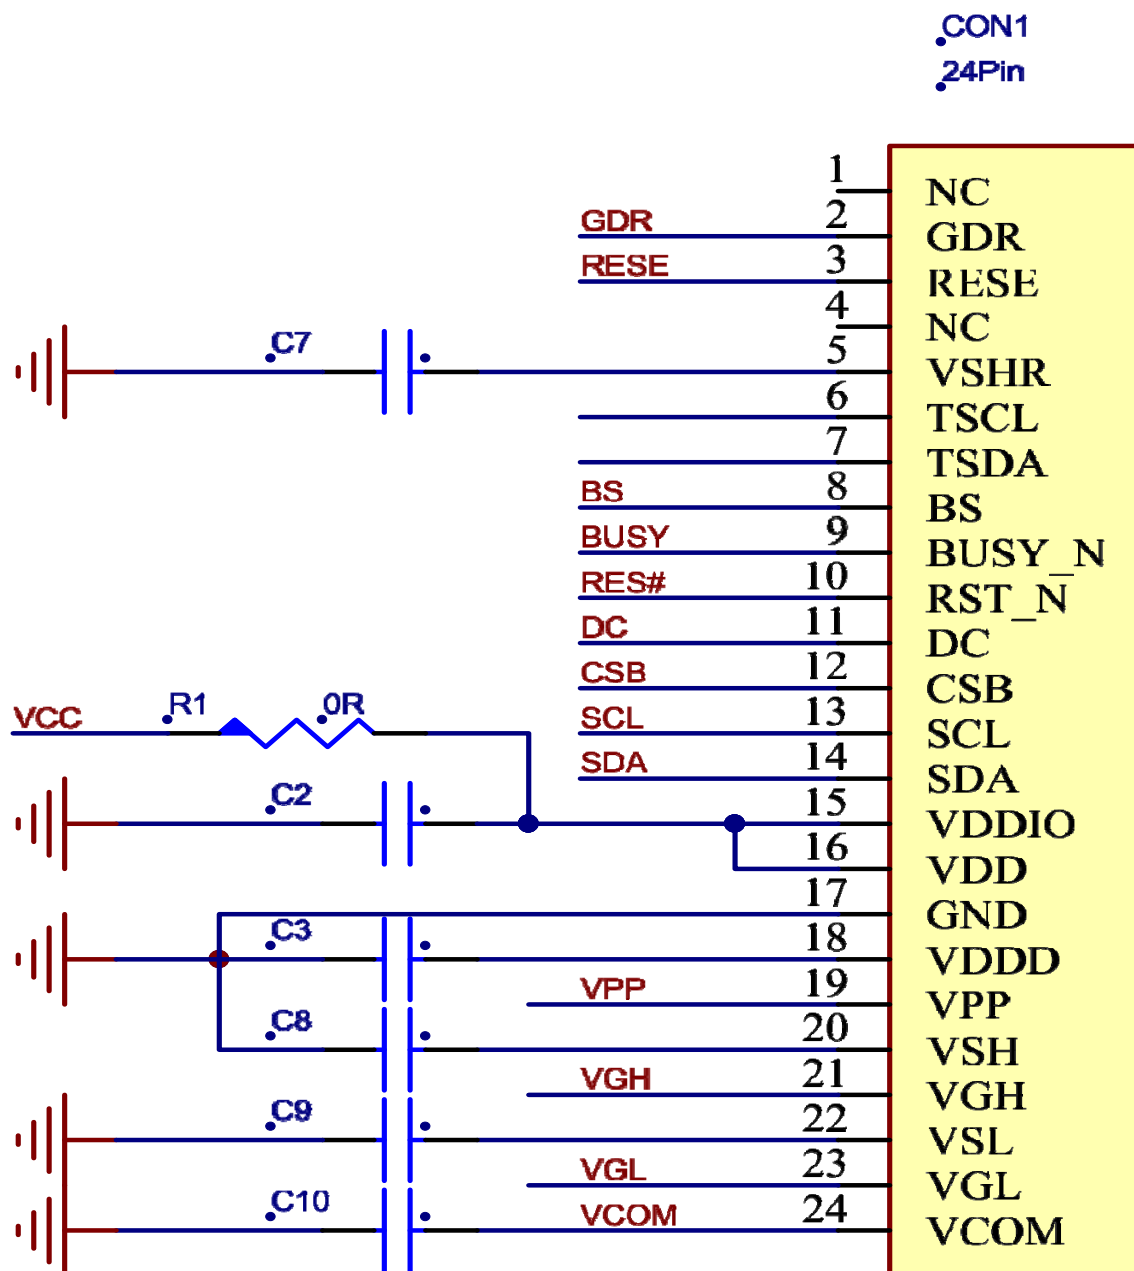 CON1
24Pin
1 NC
GDR 2 GDR
RESE 3 RESE
4 NC
C7 5 VSHR
6 TSCL
7 TSDA
BS 8 BS
BUSY 9 BUSY_N
RES# 10 RST_N
DC 11 DC
CSB 12 CSB
VCC R1 0R SCL 13 SCL
SDA 14 SDA
C2 15 VDDIO
16 VDD
17 GND
C3 18 VDDD
VPP 19 VPP
C8 20 VSH
VGH 21 VGH
C9 22 VSL
VGL 23 VGL
C10 VCOM 24 VCOM